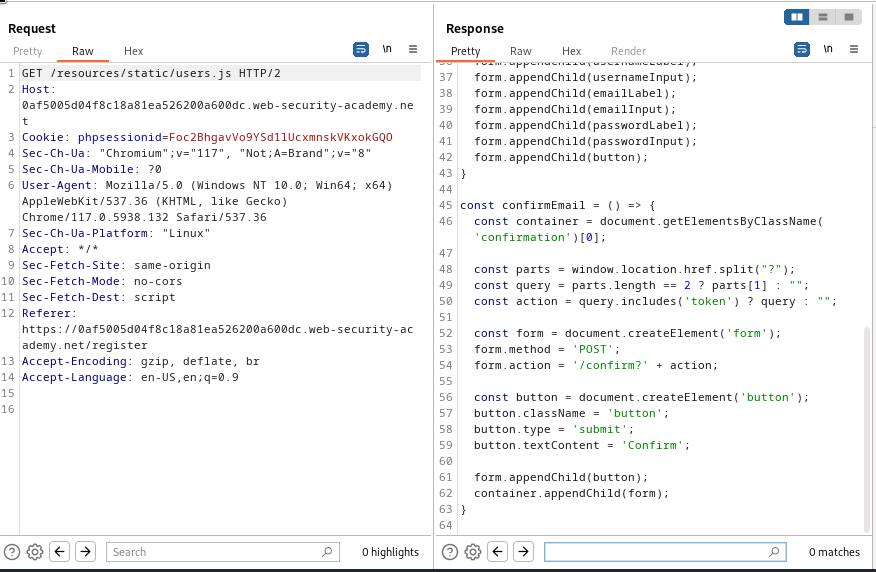 Request
Pretty Raw Hex \n
1 GET /resources/static/users.js HTTP/2
2 Host:
0af5005d04f8c18a81ea526200a600dc.web-security-academy.ne
t
3 Cookie: phpsessionid=Foc2BhgavVo9YSd1lUcxmnskVKxokGQO
4 Sec-Ch-Ua: "Chromium";v="117", "Not;A=Brand";v="8"
5 Sec-Ch-Ua-Mobile: ?0
6 User-Agent: Mozilla/5.0 (Windows NT 10.0; Win64; x64)
AppleWebKit/537.36 (KHTML, like Gecko)
Chrome/117.0.5938.132 Safari/537.36
7 Sec-Ch-Ua-Platform: "Linux"
8 Accept: */*
9 Sec-Fetch-Site: same-origin
10 Sec-Fetch-Mode: no-cors
11 Sec-Fetch-Dest: script
12 Referer:
https://0af5005d04f8c18a81ea526200a600dc.web-security-ac
ademy.net/register
13 Accept-Encoding: gzip, deflate, br
14 Accept-Language: en-US,en;q=0.9
15
16
Search 0 highlights
Response
Pretty Raw Hex Render \n
36 form.appendChild(usernameLabel);
37 form.appendChild(usernameInput);
38 form.appendChild(emailLabel);
39 form.appendChild(emailInput);
40 form.appendChild(passwordLabel);
41 form.appendChild(passwordInput);
42 form.appendChild(button);
43 }
44
45 const confirmEmail = () => {
46 const container = document.getElementsByClassName(
'confirmation')[0];
47
48 const parts = window.location.href.split("?");
49 const query = parts.length == 2 ? parts[1] : "";
50 const action = query.includes('token') ? query : "";
51
52 const form = document.createElement('form');
53 form.method = 'POST';
54 form.action = '/confirm?' + action;
55
56 const button = document.createElement('button');
57 button.className = 'button';
58 button.type = 'submit';
59 button.textContent = 'Confirm';
60
61 form.appendChild(button);
62 container.appendChild(form);
63 }
64
0 matches